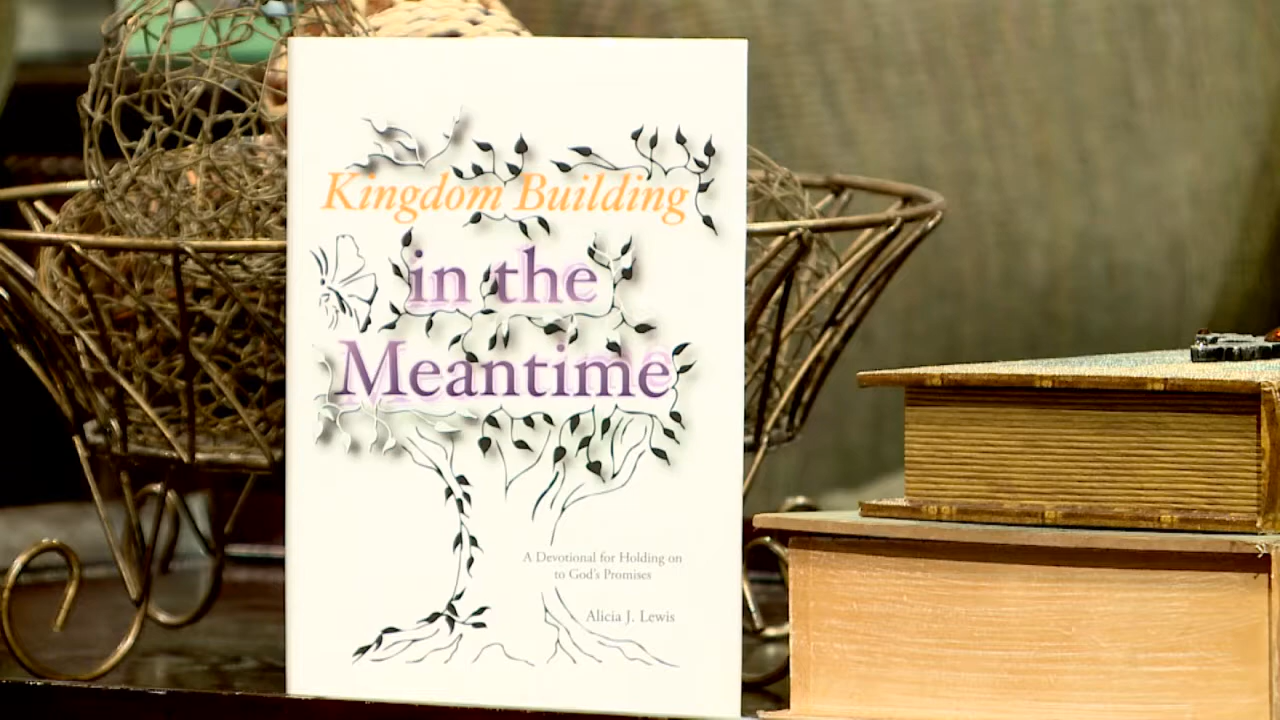 Kingdom Building
in the
Meantime
A Devotional for Holding on
to God's Promises
Alicia J. Lewis